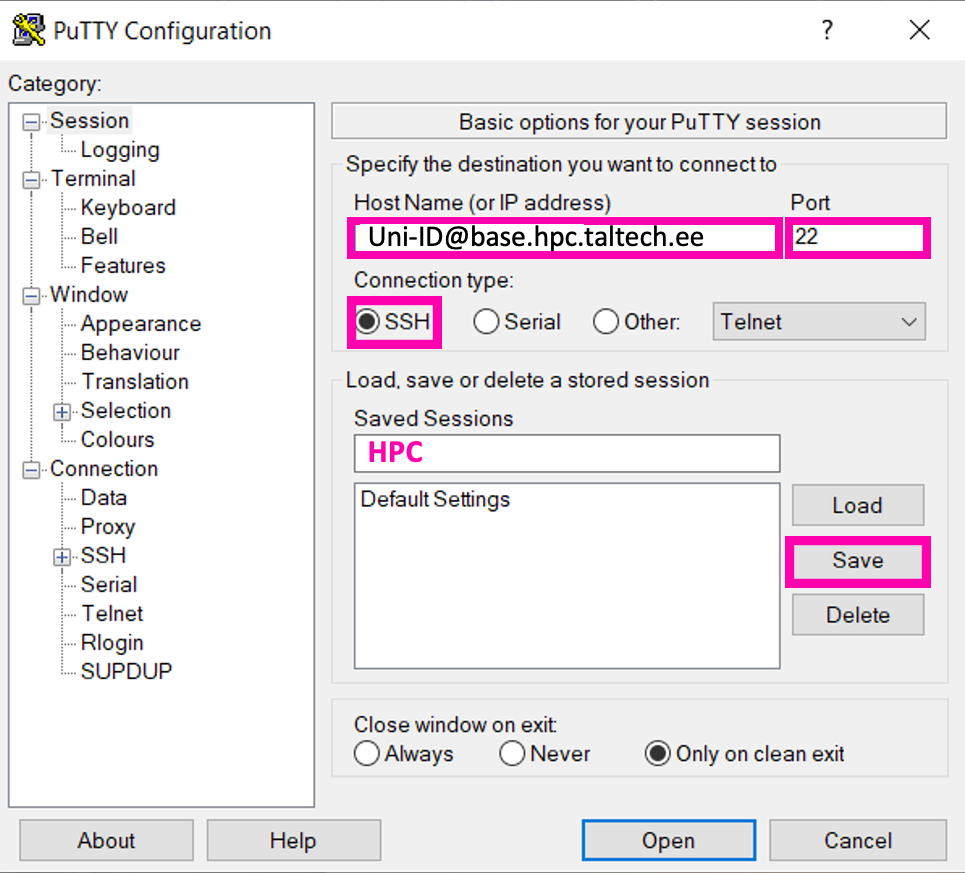 PuTTY Configuration
?
Category:
Session
Logging
Terminal
Keyboard
Bell
Features
Window
Appearance
Behaviour
Translation
Selection
Colours
Connection
Data
Proxy
SSH
Serial
Telnet
Rlogin
SUPDUP
Basic options for your PuTTY session
Specify the destination you want to connect to
Host Name (or IP address) Port
Uni-ID@base.hpc.taltech.ee 22
Connection type:
SSH Serial Other: Telnet
Load, save or delete a stored session
Saved Sessions
HPC
Default Settings
Load
Save
Delete
Close window on exit:
Always Never Only on clean exit
About Help Open Cancel